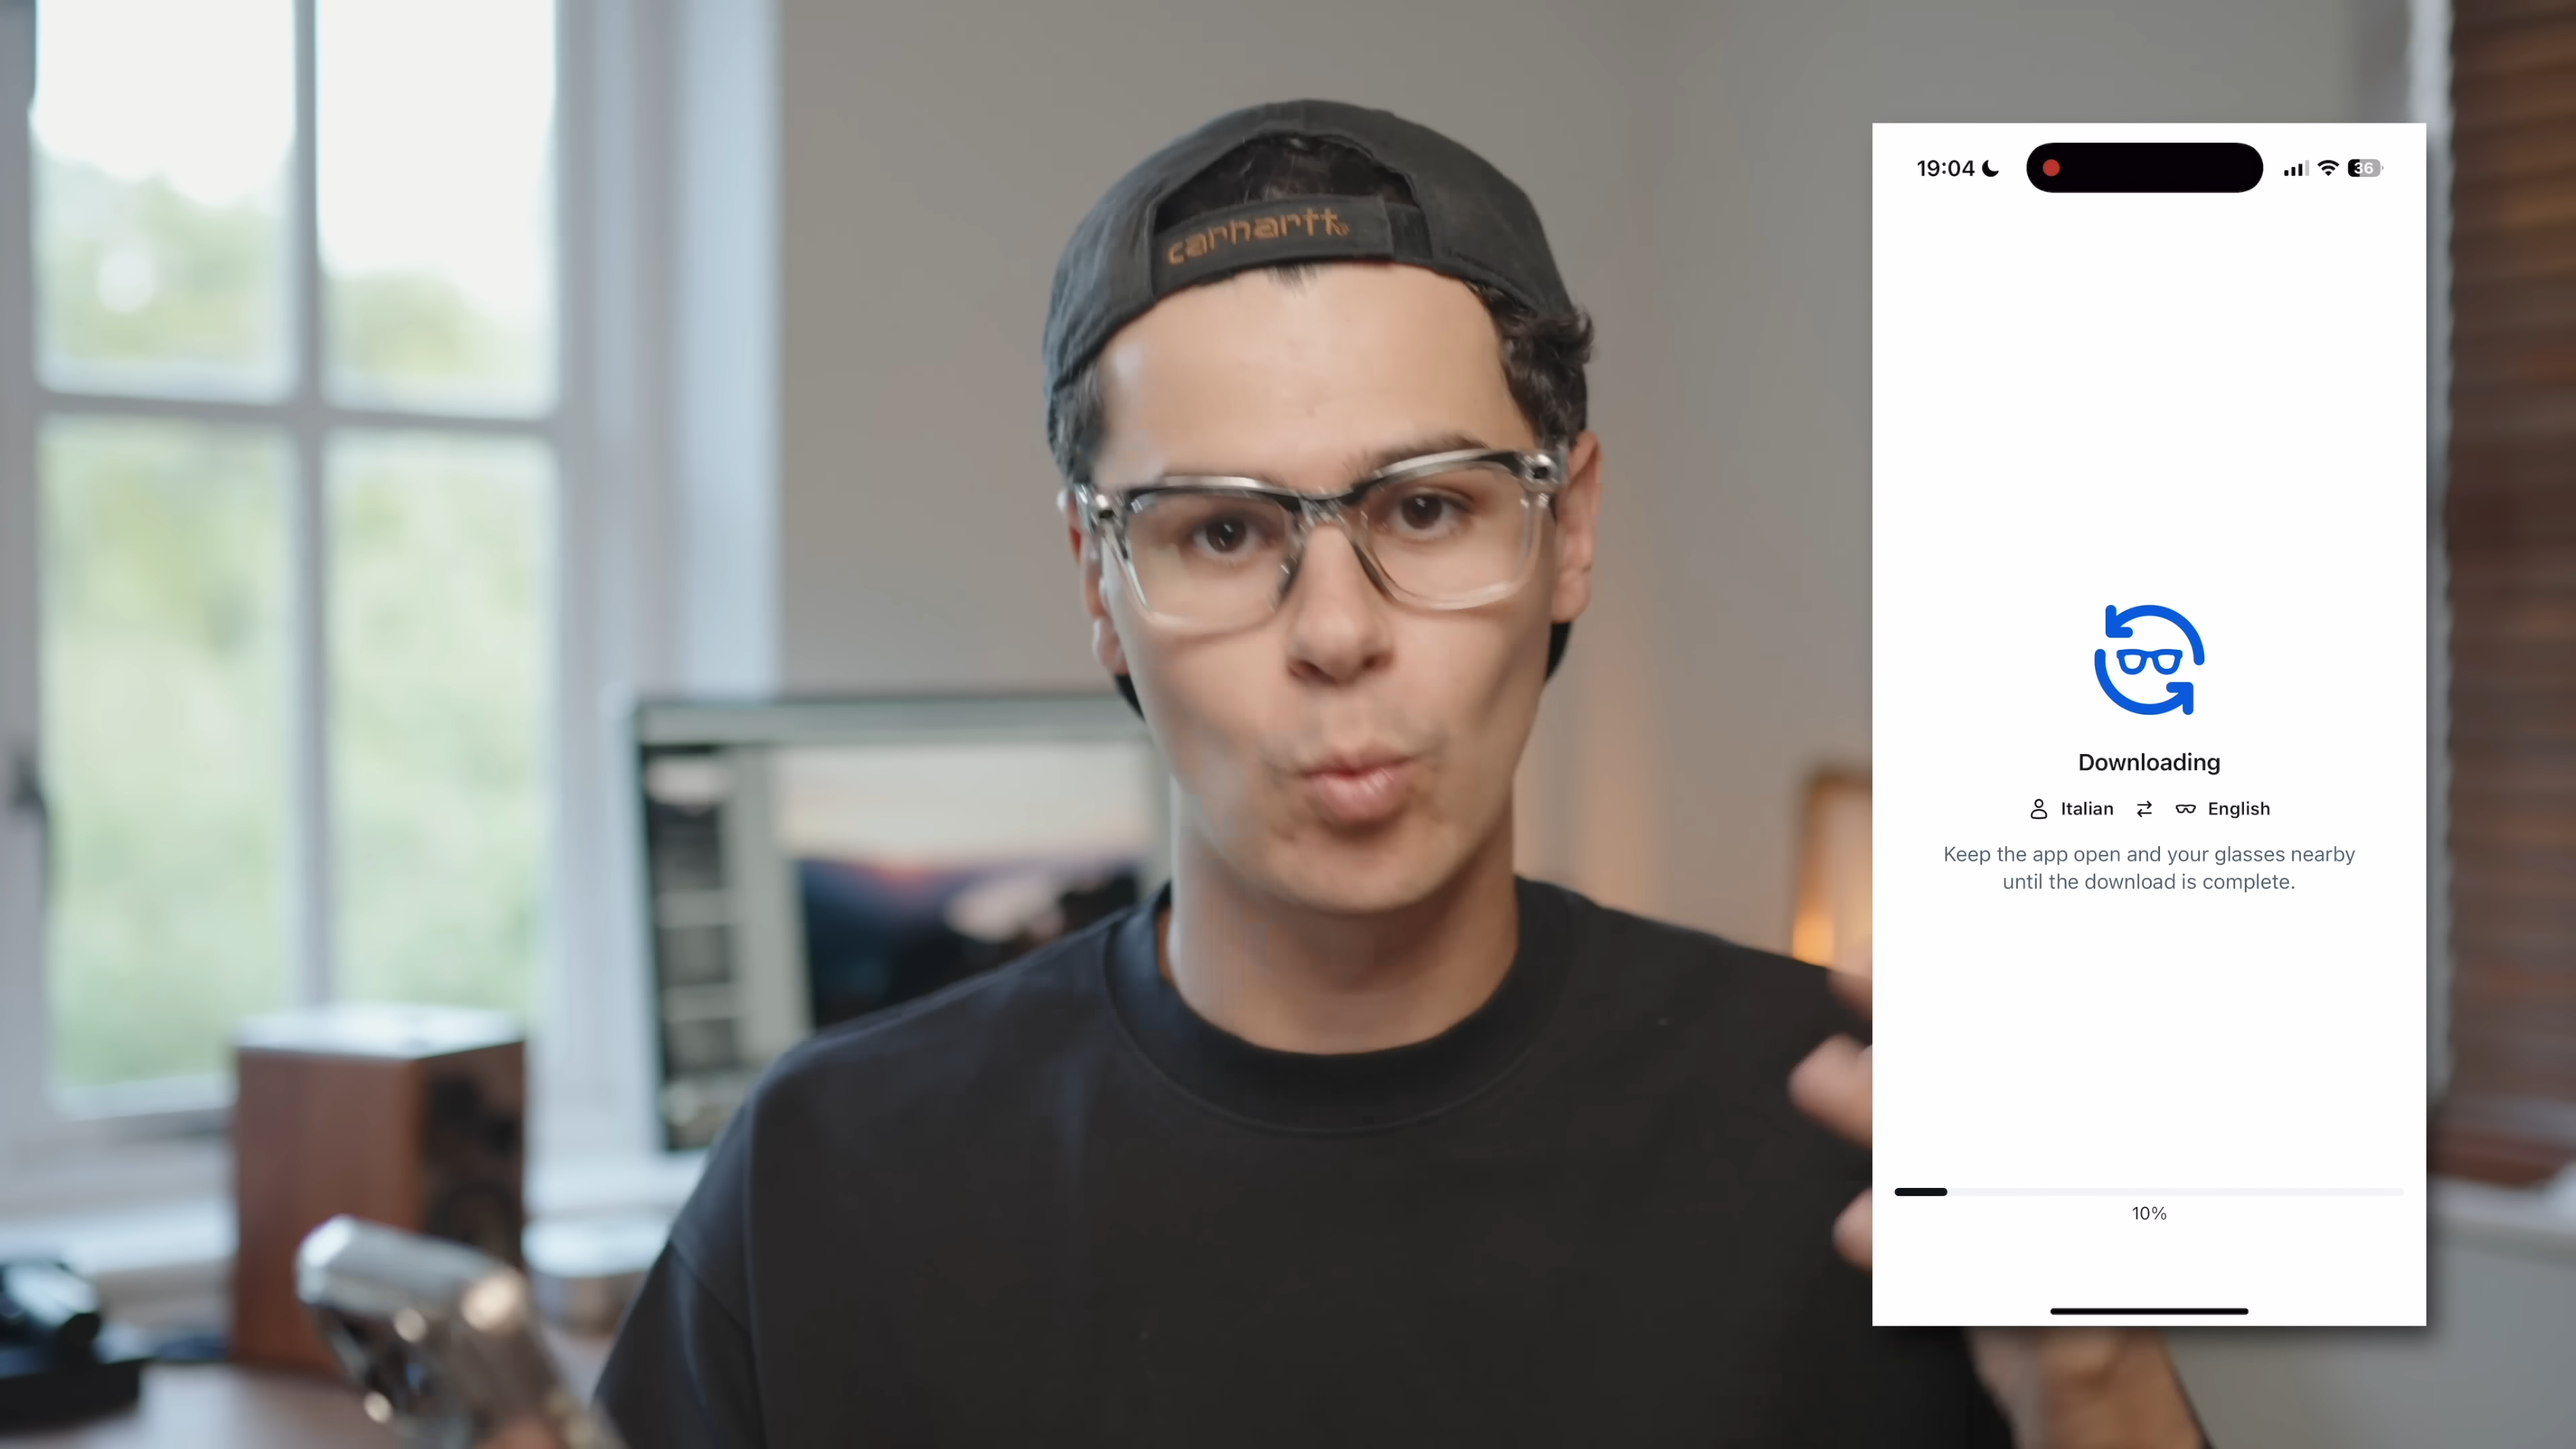 carhartt
19:04
36
Downloading
Italian English
Keep the app open and your glasses nearby
until the download is complete.
10%